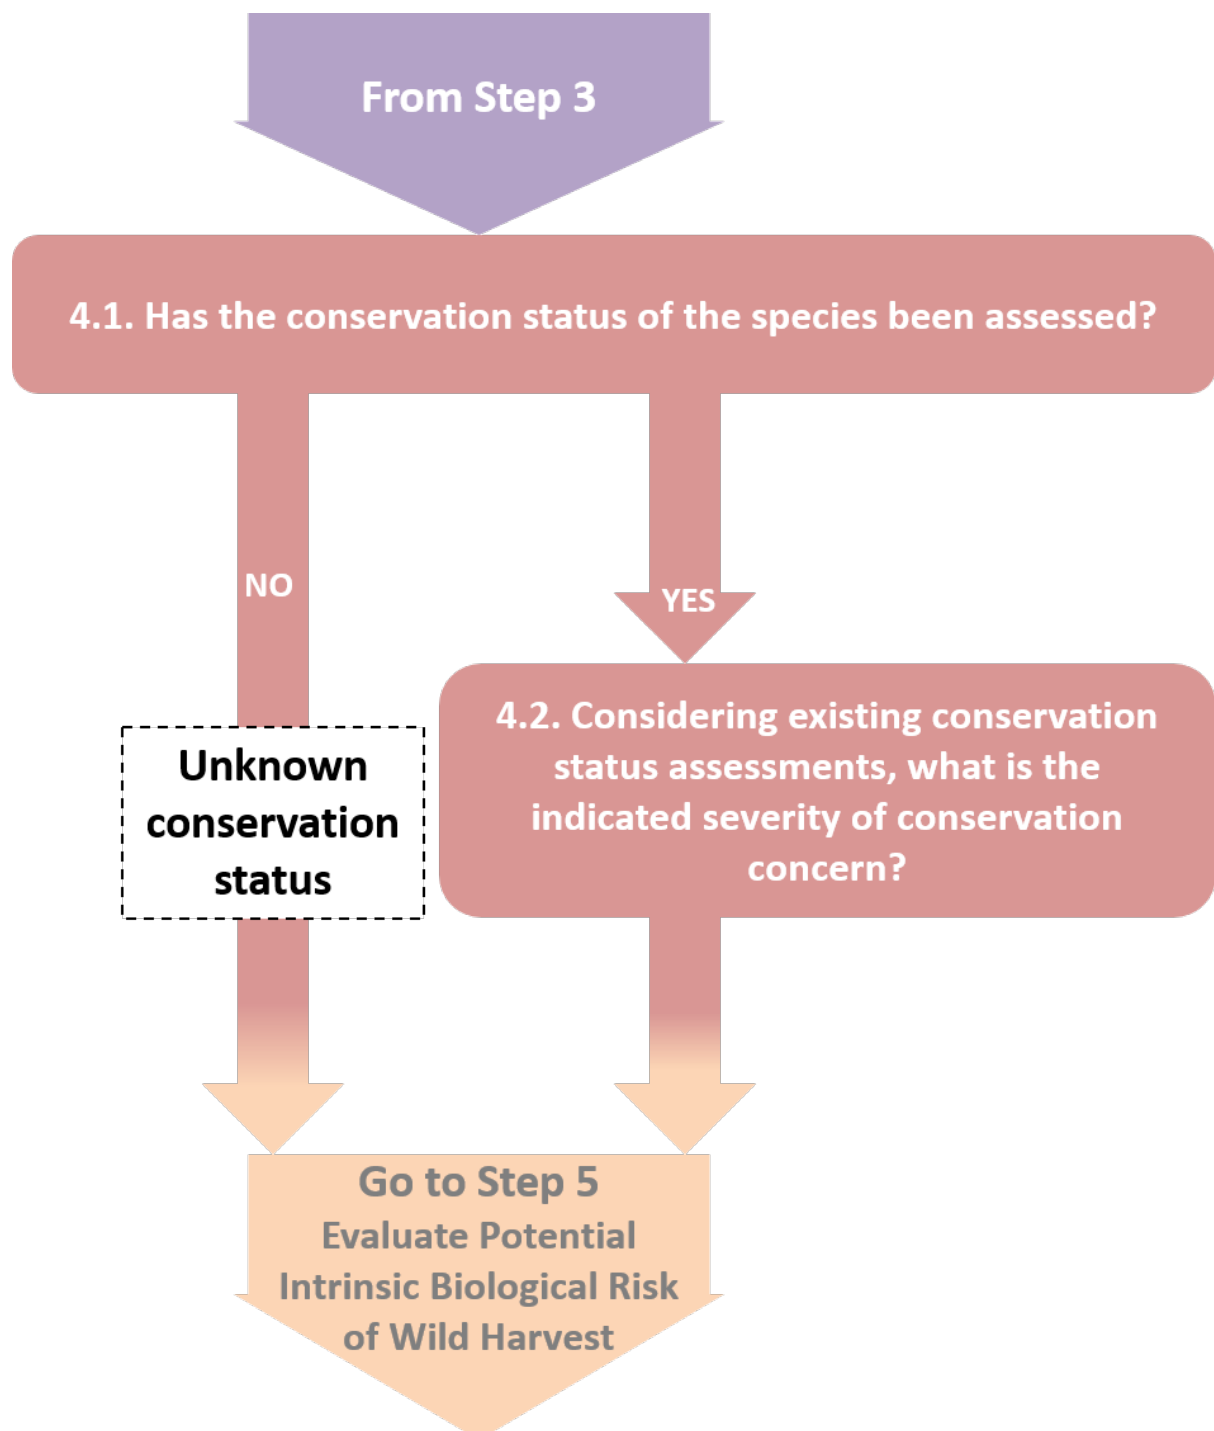 From Step 3
4.1. Has the conservation status of the species been assessed?
NO
YES
Unknown
conservation
status
4.2. Considering existing conservation
status assessments, what is the
indicated severity of conservation
concern?
Go to Step 5
Evaluate Potential
Intrinsic Biological Risk
of Wild Harvest